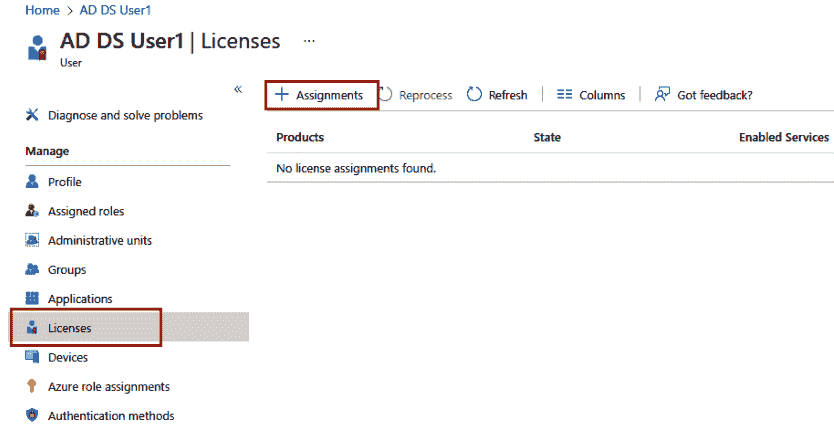 Home > AD DS User1
AD DS User1 | Licenses ...
User
«
Diagnose and solve problems
Manage
Profile
Assigned roles
Administrative units
Groups
Applications
Licenses
Devices
Azure role assignments
Authentication methods
+ Assignments Reprocess Refresh Columns Got feedback?
Products State Enabled Services
No license assignments found.